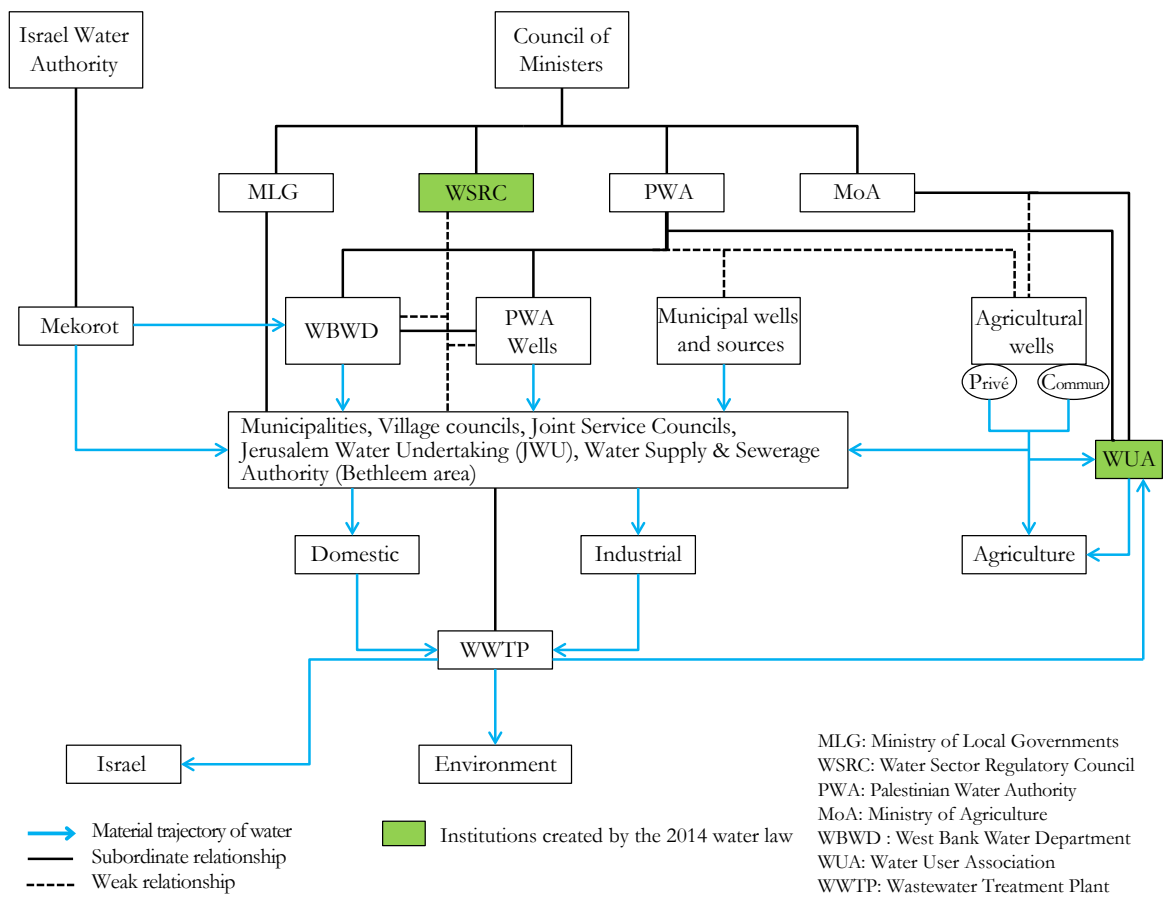 Israel Water
Authority
Council of
Ministers
MLG
WSRC
PWA
MoA
Mekorot
WBWD
PWA
Wells
Municipal wells
and sources
Agricultural
wells
Privé
Commun
Municipalities, Village councils, Joint Service Councils,
Jerusalem Water Undertaking (JWU), Water Supply & Sewerage
Authority (Bethleem area)
WUA
Domestic
Industrial
Agriculture
WWTP
Israel
Environment
Material trajectory of water
Subordinate relationship
Weak relationship
Institutions created by the 2014 water law
MLG: Ministry of Local Governments
WSRC: Water Sector Regulatory Council
PWA: Palestinian Water Authority
MoA: Ministry of Agriculture
WBWD : West Bank Water Department
WUA: Water User Association
WWTP: Wastewater Treatment Plant